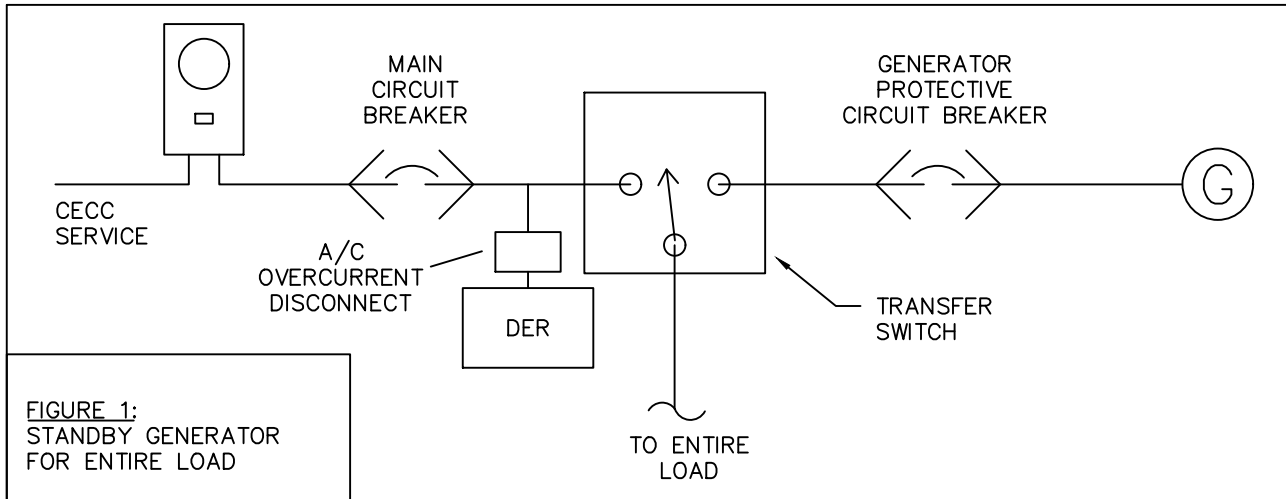 MAIN
CIRCUIT
BREAKER
GENERATOR
PROTECTIVE
CIRCUIT BREAKER
G
CECC
SERVICE
A/C
OVERCURRENT
DISCONNECT
DER
TRANSFER
SWITCH
TO ENTIRE
LOAD
FIGURE 1:
STANDBY GENERATOR
FOR ENTIRE LOAD